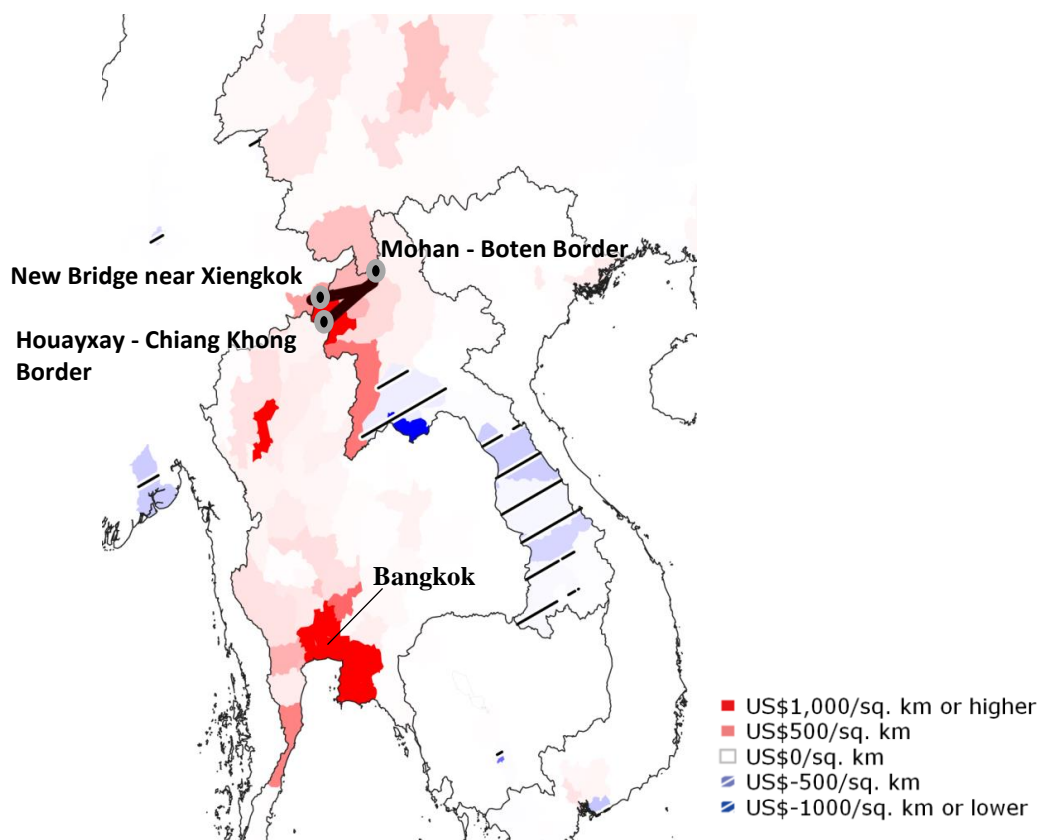 Mohan - Boten Border
New Bridge near Xiengkok
Houayxay - Chiang Khong
Border
Bangkok
US$1,000/sq. km or higher
US$500/sq. km
US$0/sq. km
US$-500/sq. km
US$-1000/sq. km or lower